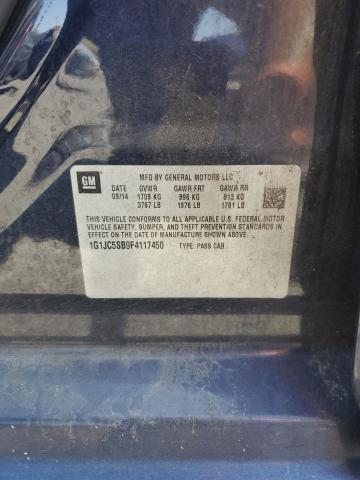 GM
MFD BY GENERAL MOTORS LLC
DATE GVWR GAWR FRT GAWR RR
09/14 1709 KG 896 KG 813 KG
3767 LB 1976 LB 1791 LB
THIS VEHICLE CONFORMS TO ALL APPLICABLE U.S. FEDERAL MOTOR
VEHICLE SAFETY, BUMPER, AND THEFT PREVENTION STANDARDS IN EFFECT ON THE
DATE OF MANUFACTURE SHOWN ABOVE.
1G1JC5SB9F4117450 TYPE: PASS CAR